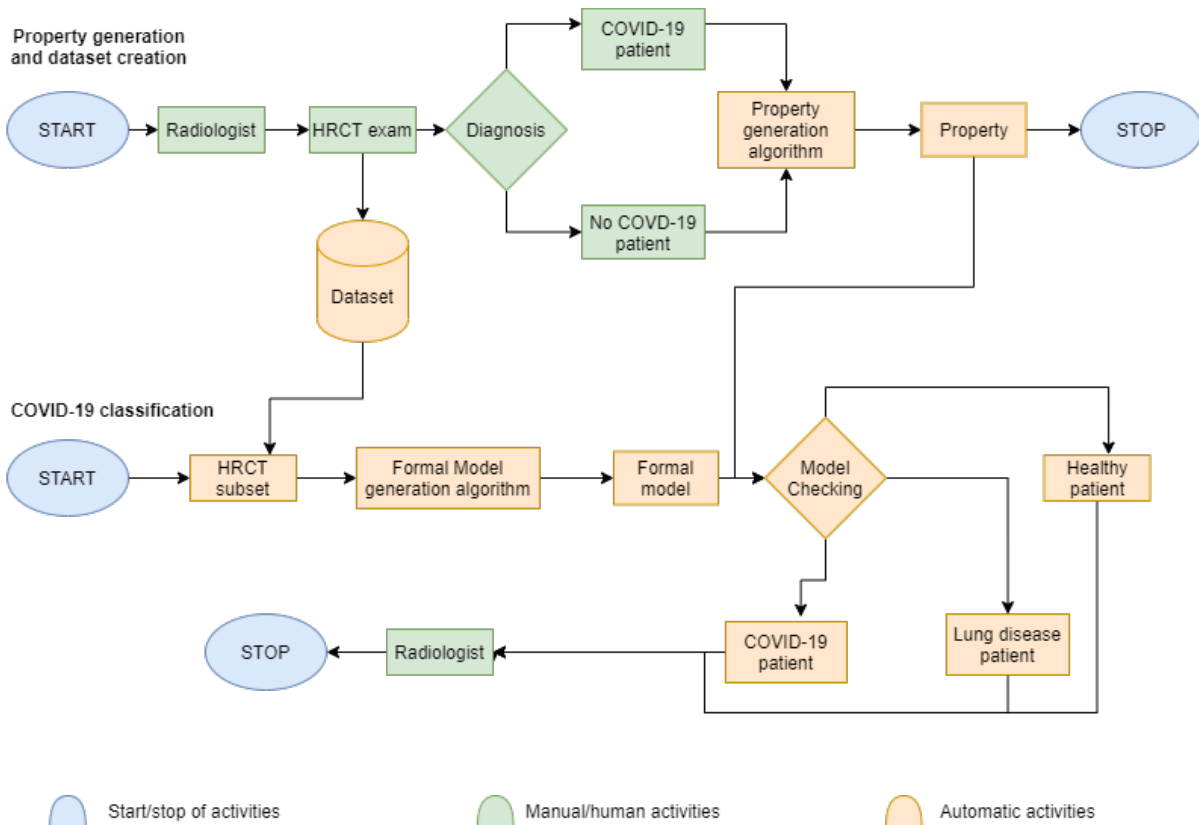 Property generation
and dataset creation
START
Radiologist
HRCT exam
Diagnosis
COVID-19
patient
No COVD-19
patient
Property
generation
algorithm
Property
STOP
Dataset
COVID-19 classification
START
HRCT
subset
Formal Model
generation algorithm
Formal
model
Model
Checking
Healthy
patient
Lung disease
patient
COVID-19
patient
Radiologist
STOP
Start/stop of activities
Manual/human activities
Automatic activities